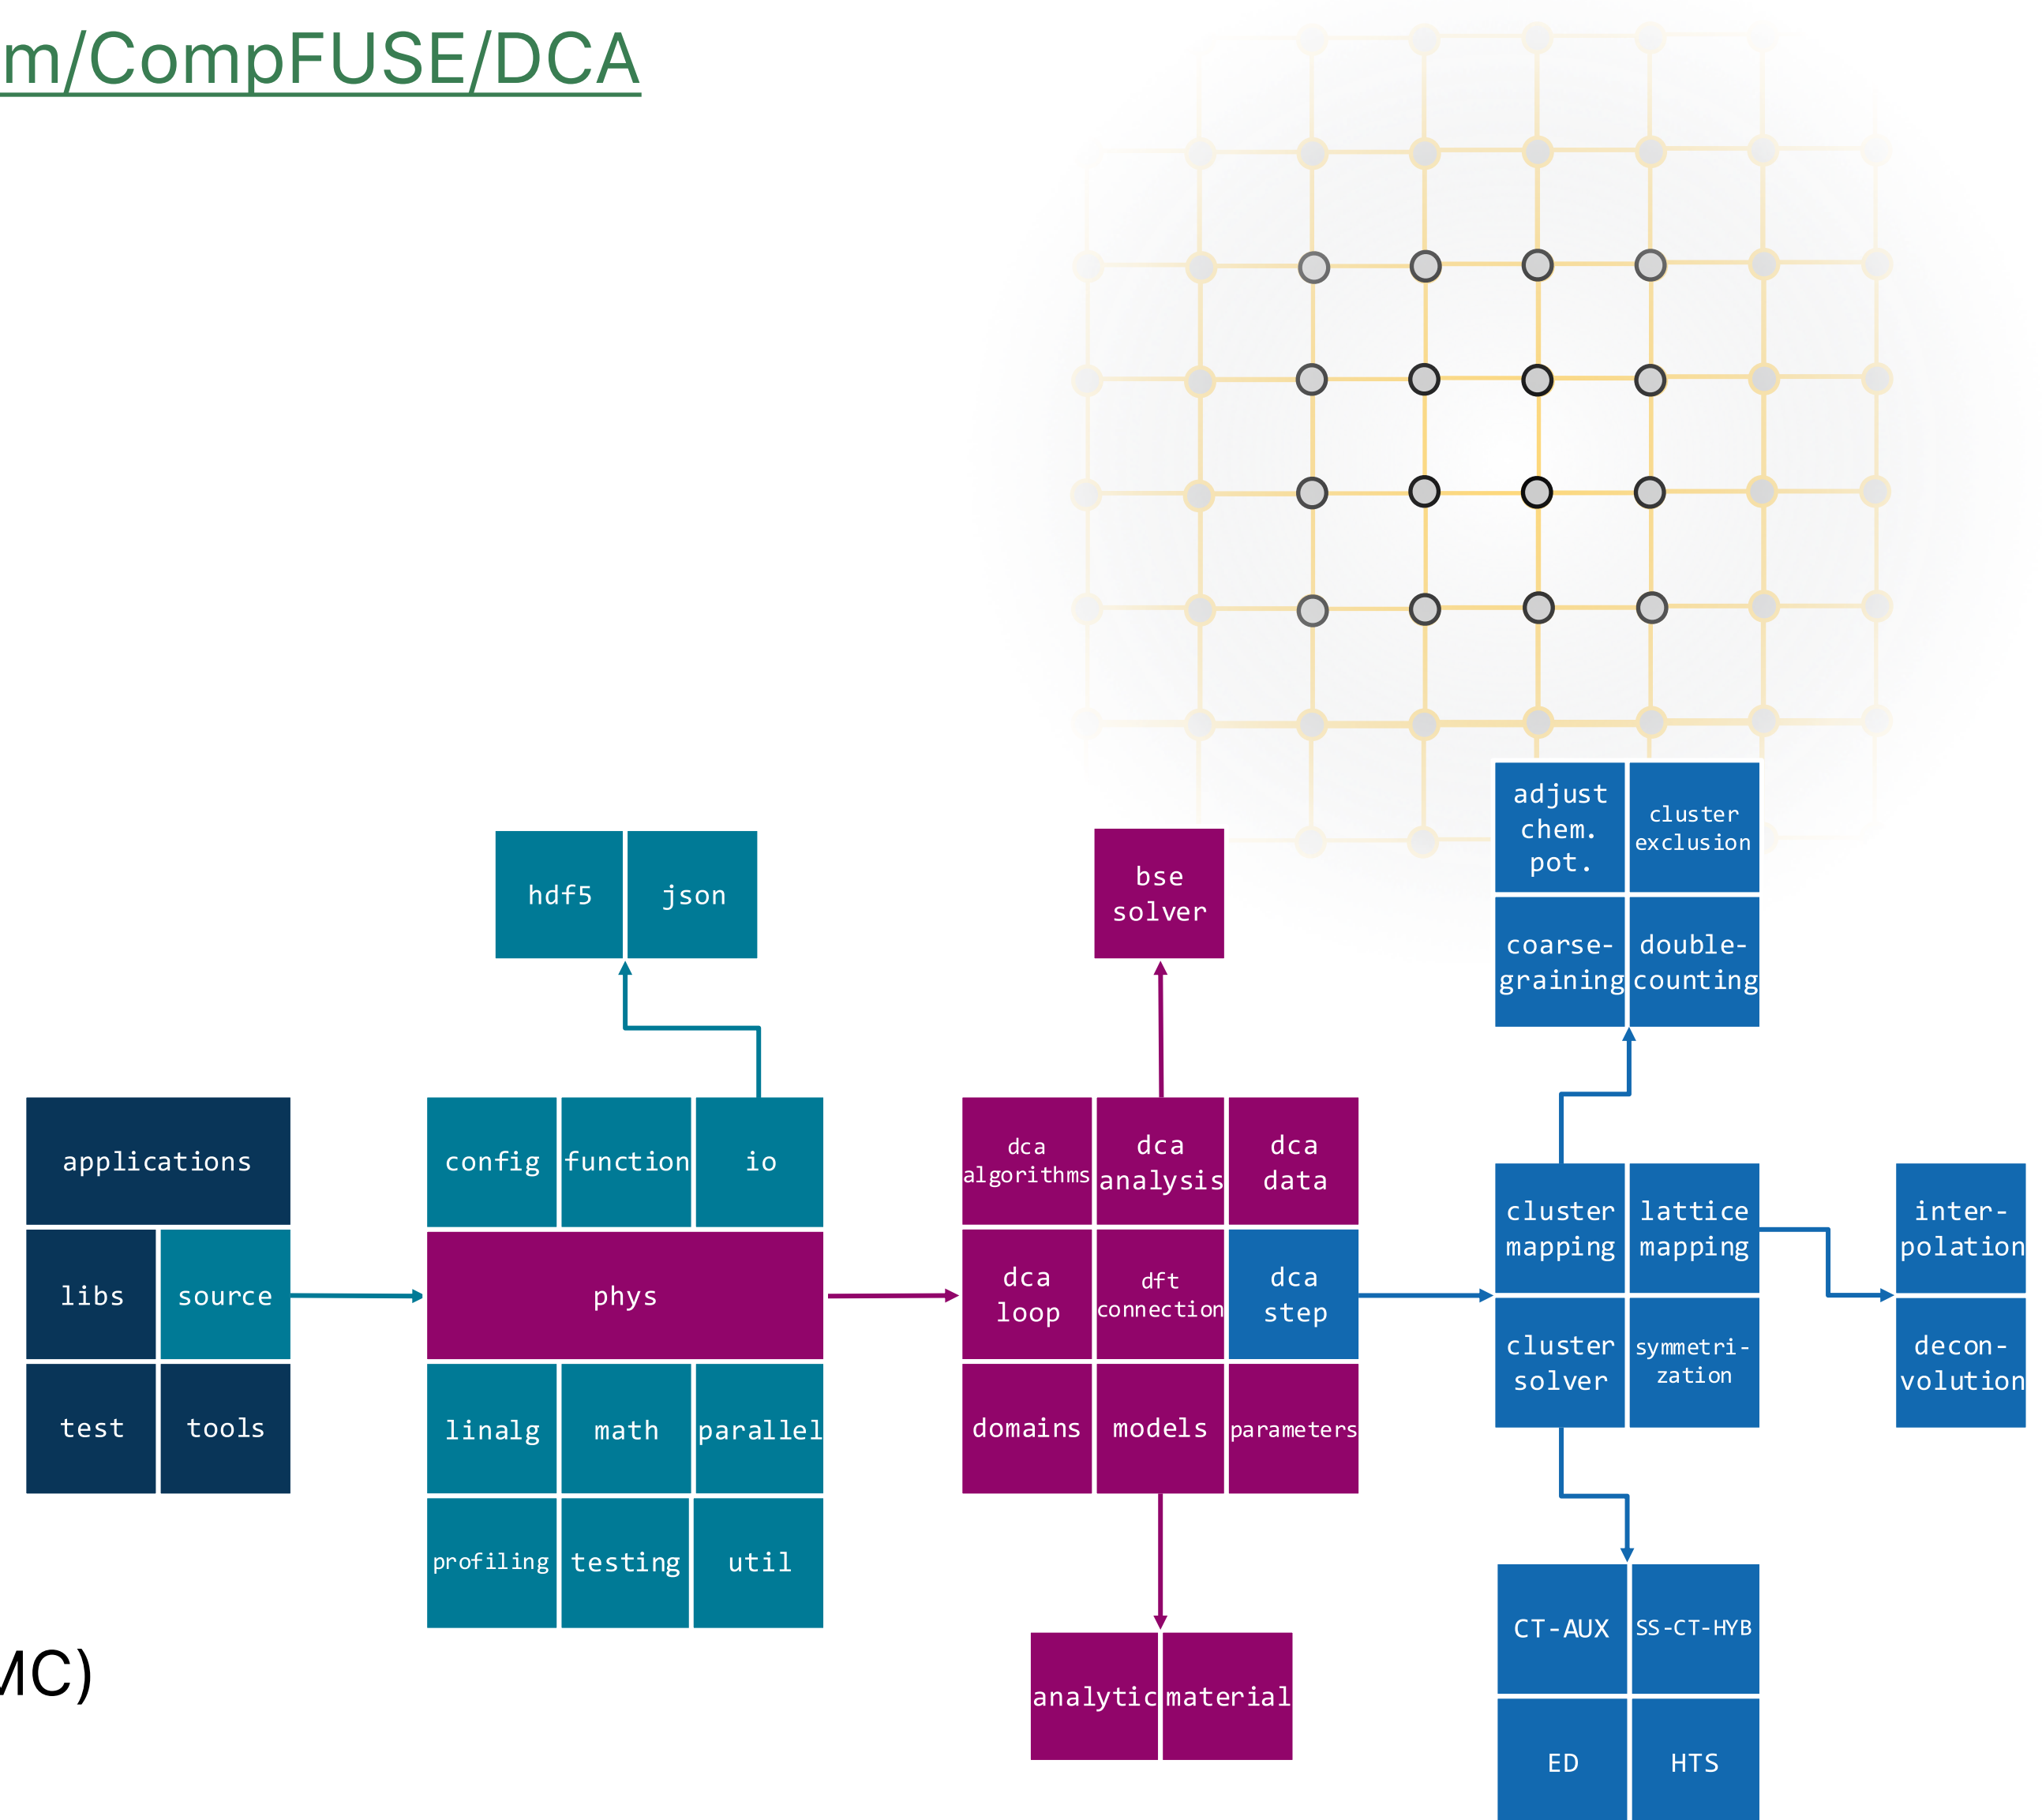 m/CompFUSE/DCA
adjust
chem.
pot.
cluster
exclusion
coarse-
graining
double-
counting
hdf5
json
bse
solver
applications
libs
source
test
tools
config
function
io
phys
linalg
math
parallel
profiling
testing
util
dca
algorithms
dca
analysis
dca
data
dca
loop
dft
connection
dca
step
domains
models
parameters
cluster
mapping
lattice
mapping
cluster
solver
symmetri-
zation
inter-
polation
decon-
volution
analytic
material
CT-AUX
SS-CT-HYB
ED
HTS
MC)